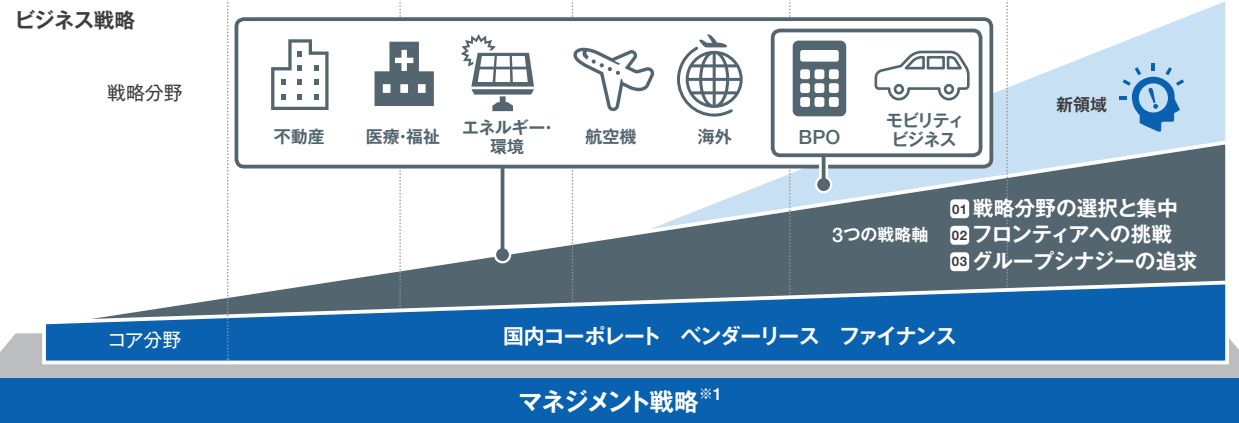 ビジネス戦略
戦略分野
不動産
医療・福祉
エネルギー・
環境
航空機
海外
BPO
モビリティ
ビジネス
新領域
3つの戦略軸
01 戦略分野の選択と集中
02 フロンティアへの挑戦
03 グループシナジーの追求
コア分野
国内コーポレート ベンダーリース ファイナンス
マネジメント戦略※1